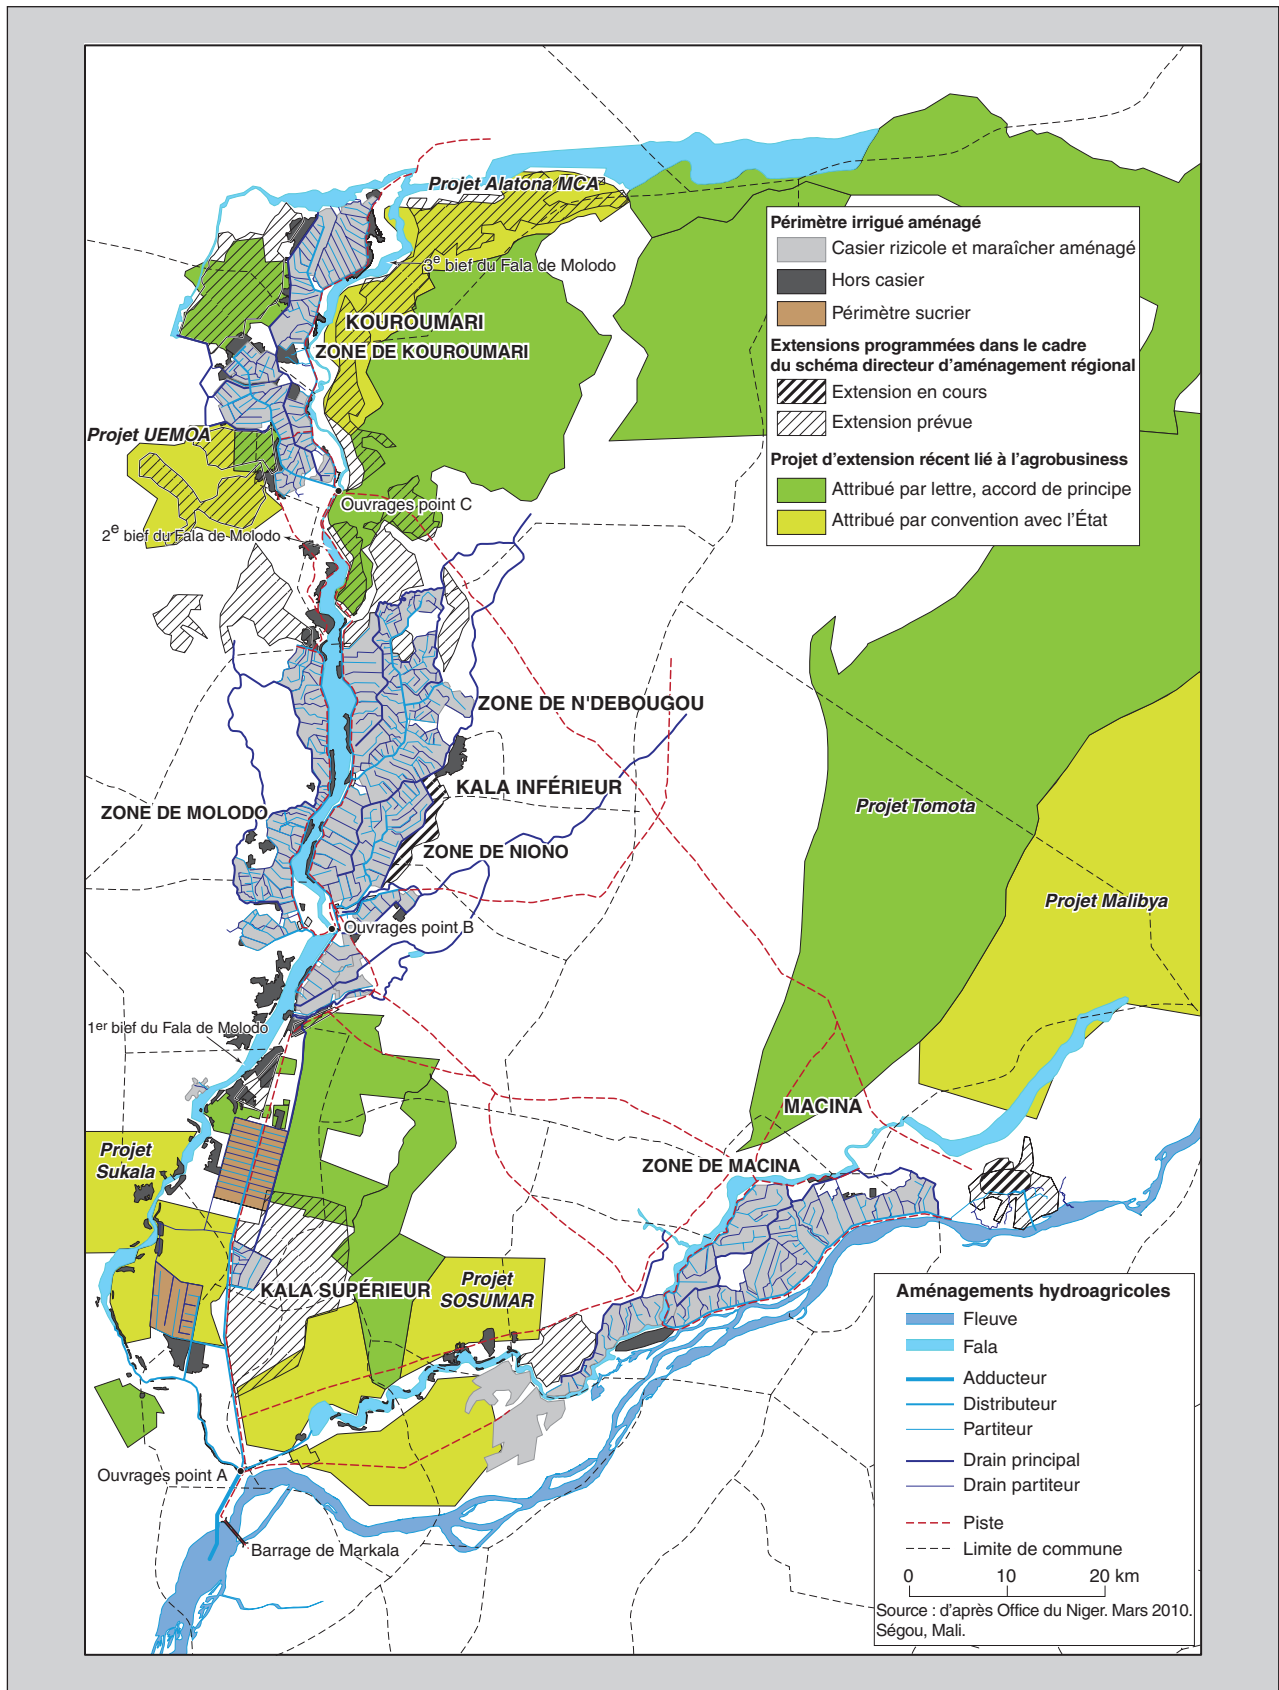 Projet Alatona MCA
3e bief du Fala de Molodo
KOUROUMARI
ZONE DE KOUROUMARI
Projet UEMOA
Ouvrages point C
2e bief du Fala de Molodo
ZONE DE N'DEBOUGOU
KALA INFÉRIEUR
ZONE DE MOLODO
ZONE DE NIONO
Ouvrages point B
1er bief du Fala de Molodo
Projet Tomota
Projet Malibya
MACINA
ZONE DE MACINA
Projet
Sukala
KALA SUPÉRIEUR
Projet
SOSUMAR
Ouvrages point A
Barrage de Markala
Périmètre irrigué aménagé
Casier rizicole et maraîcher aménagé
Hors casier
Périmètre sucrier
Extensions programmées dans le cadre
du schéma directeur d'aménagement régional
Extension en cours
Extension prévue
Projet d'extension récent lié à l'agrobusiness
Attribué par lettre, accord de principe
Attribué par convention avec l'État
Aménagements hydroagricoles
Fleuve
Fala
Adducteur
Distributeur
Partiteur
Drain principal
Drain partiteur
Piste
Limite de commune
0 10 20 km
Source : d'après Office du Niger. Mars 2010.
Ségou, Mali.